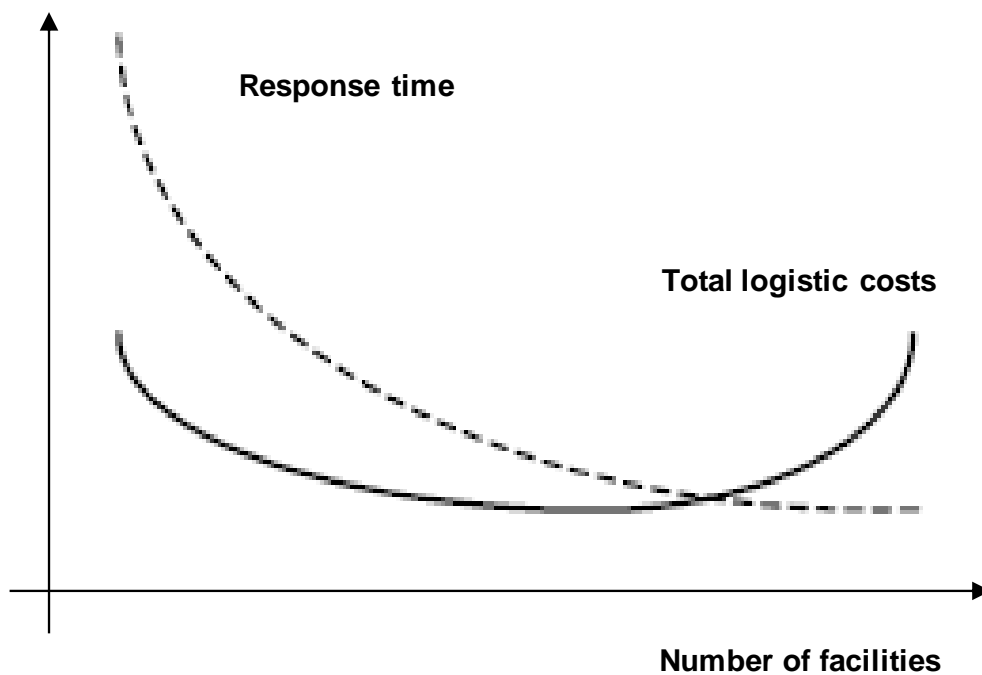 Response time
Total logistic costs
Number of facilities